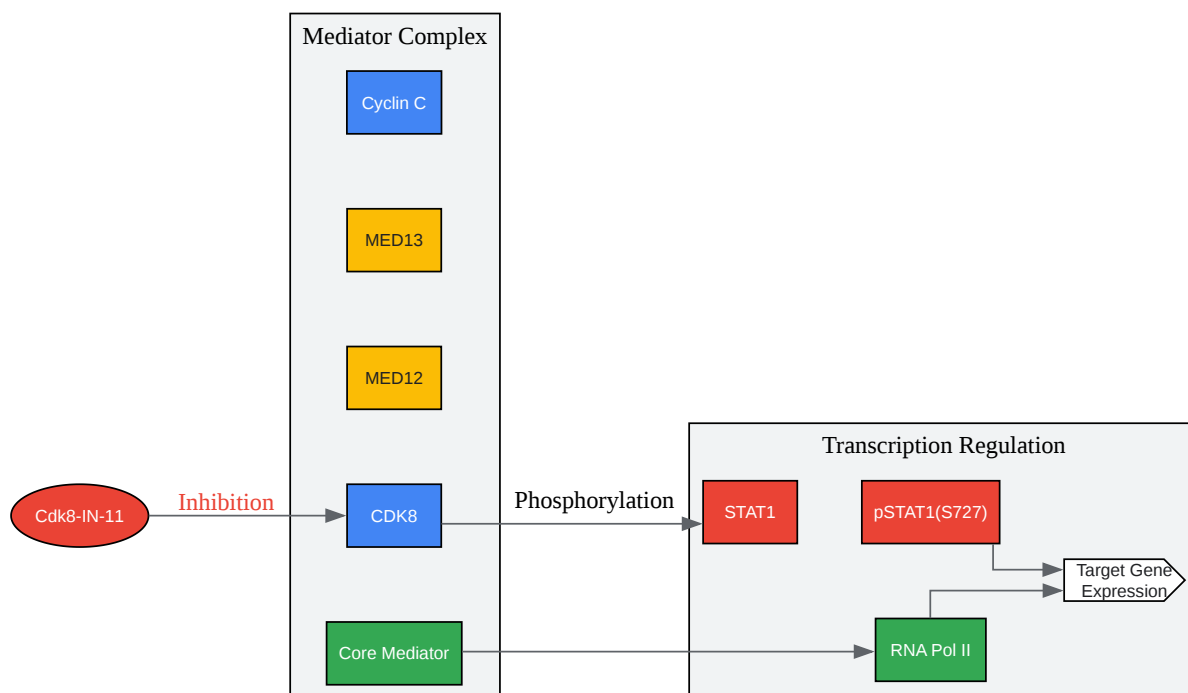 Mediator Complex
Cyclin C
MED13
MED12
Transcription Regulation
Cdk8-IN-11
Inhibition
CDK8
Phosphorylation
STAT1
pSTAT1(S727)
Target Gene
Expression
Core Mediator
RNA Pol II